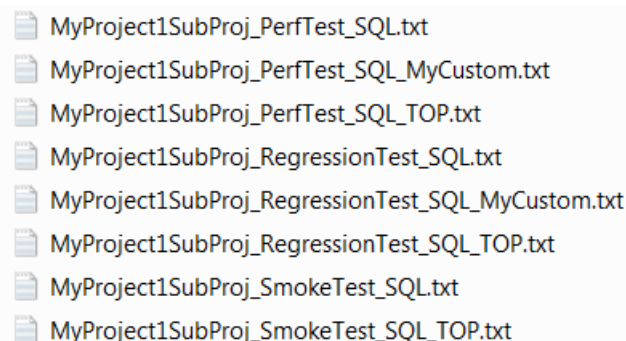 MyProject1SubProj_PerfTest_SQL.txt
MyProject1SubProj_PerfTest_SQL_MyCustom.txt
MyProject1SubProj_PerfTest_SQL_TOP.txt
MyProject1SubProj_RegressionTest_SQL.txt
MyProject1SubProj_RegressionTest_SQL_MyCustom.txt
MyProject1SubProj_RegressionTest_SQL_TOP.txt
MyProject1SubProj_SmokeTest_SQL.txt
MyProject1SubProj_SmokeTest_SQL_TOP.txt